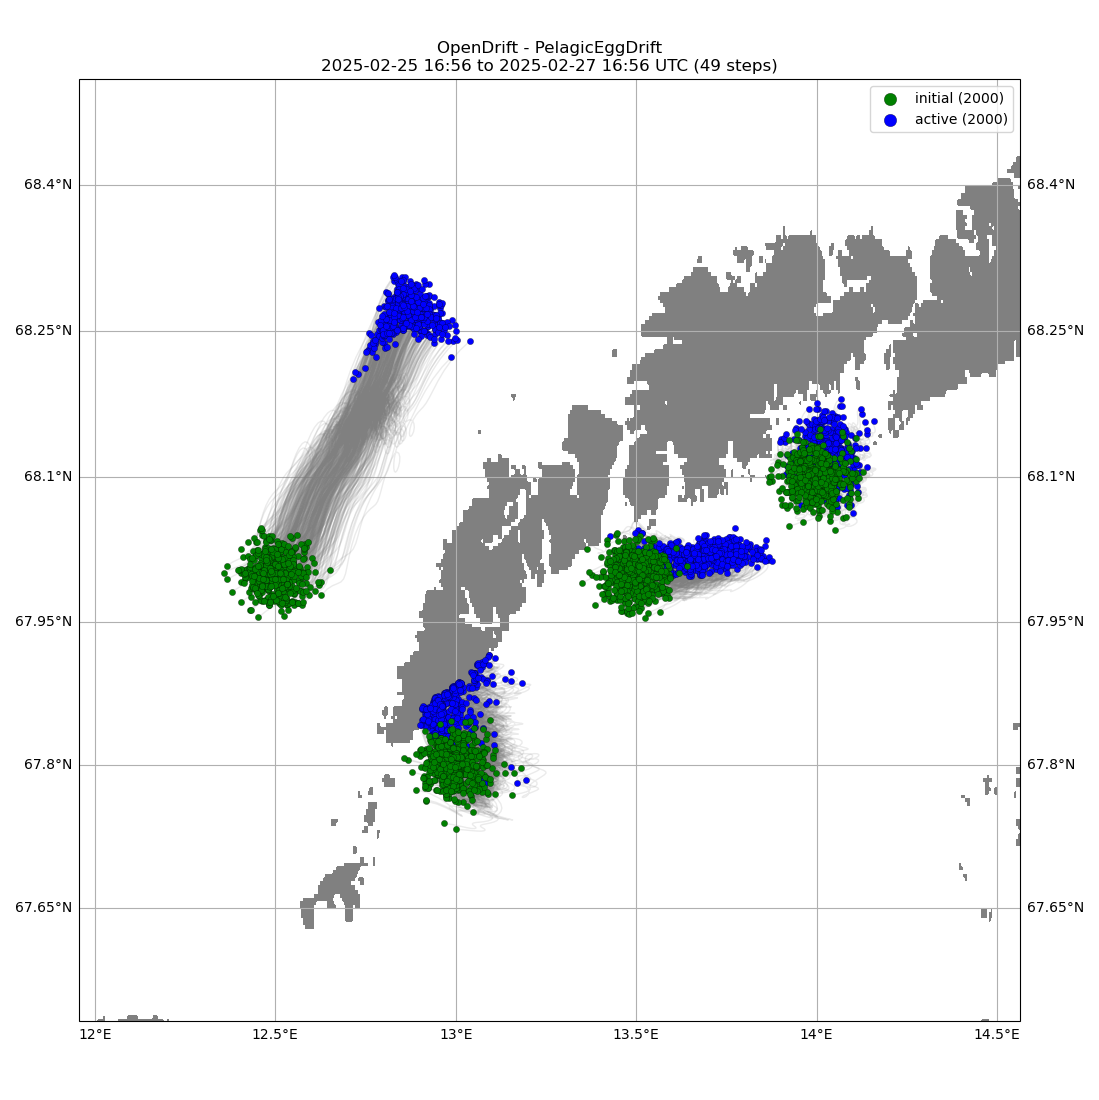 OpenDrift - PelagicEggDrift
2025-02-25 16:56 to 2025-02-27 16:56 UTC (49 steps)
initial (2000)
active (2000)
68.4°N
68.4°N
68.25°N
68.25°N
68.1°N
68.1°N
67.95°N
67.95°N
67.8°N
67.8°N
67.65°N
67.65°N
12°E
12.5°E
13°E
13.5°E
14°E
14.5°E